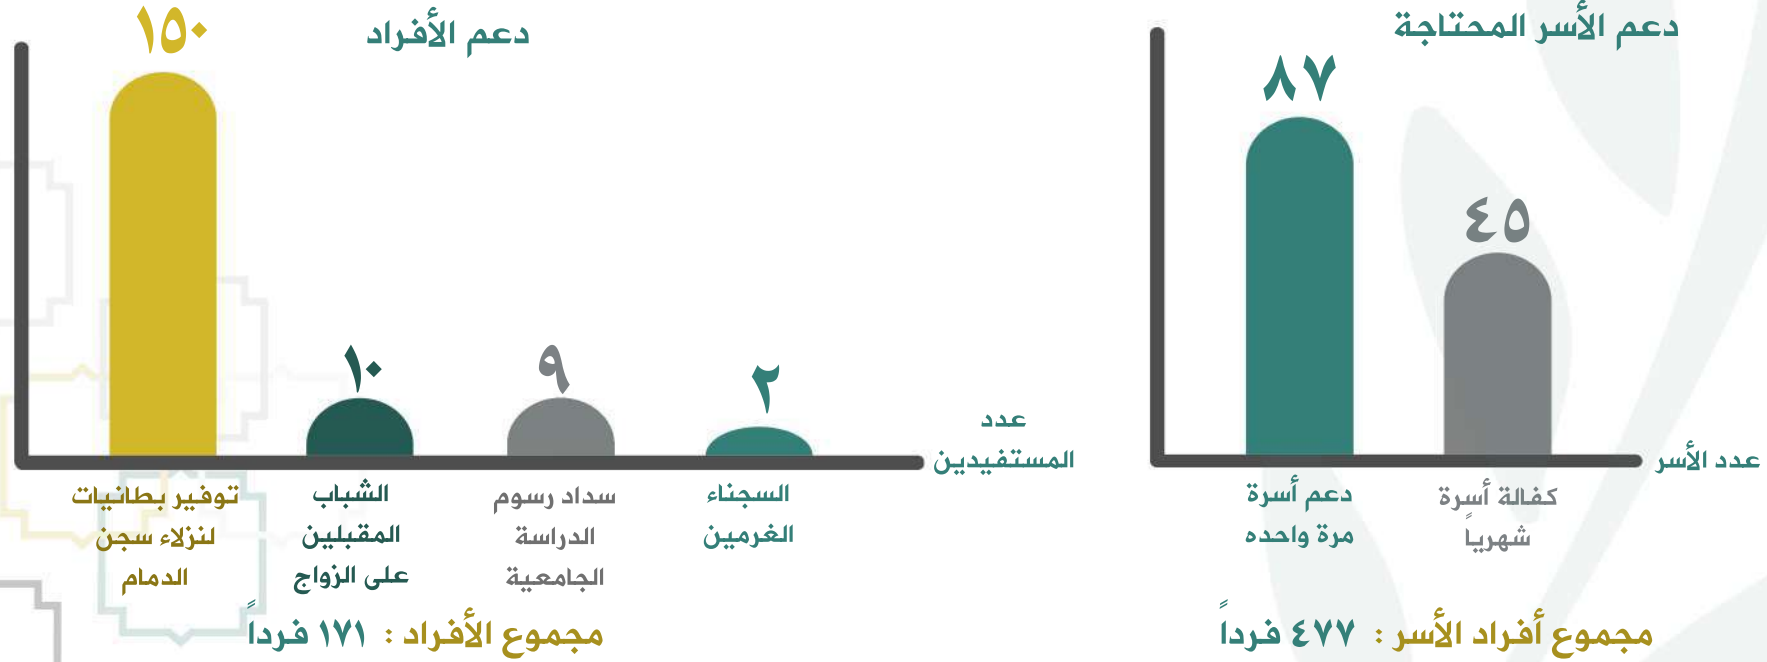 دعم الأسر المحتاجة
٨٧
٤٥
عدد الأسر
دعم أسرة
مرة واحده
كفالة أسرة
شهرياً
مجموع أفراد الأسر : ٤٧٧ فرداً
دعم الأفراد
١٥٠
١٠
٩
٢
عدد
المستفيدين
توفير بطانيات
لنزلاء سجن
الدمام
الشباب
المقبلين
على الزواج
سداد رسوم
الدراسة
الجامعية
السجناء
الغرمين
مجموع الأفراد : ١٧١ فرداً